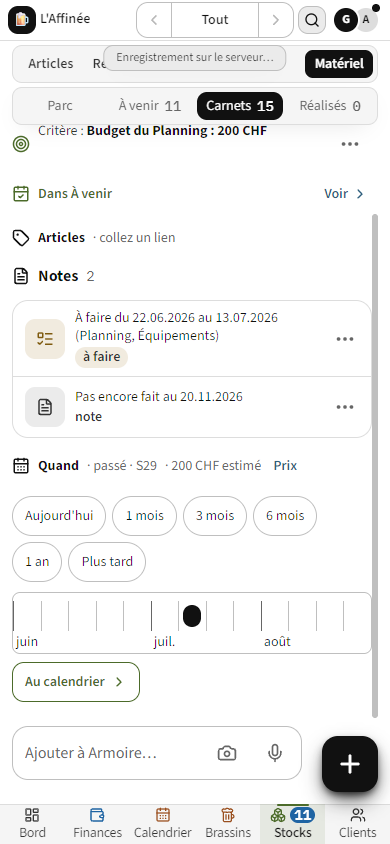 L'Affinée
Tout
G
A
Articles
Enregistrement sur le serveur…
Matériel
Parc
À venir 11
Carnets 15
Réalisés 0
Critère : Budget du Planning : 200 CHF
Dans À venir
Voir
Articles · collez un lien
Notes 2
À faire du 22.06.2026 au 13.07.2026
(Planning, Équipements)
à faire
Pas encore fait au 20.11.2026
note
Quand · passé · S29 · 200 CHF estimé Prix
Aujourd'hui
1 mois
3 mois
6 mois
1 an
Plus tard
juin
juil.
août
Au calendrier
Ajouter à Armoire…
Bord
Finances
Calendrier
Brassins
11
Stocks
Clients